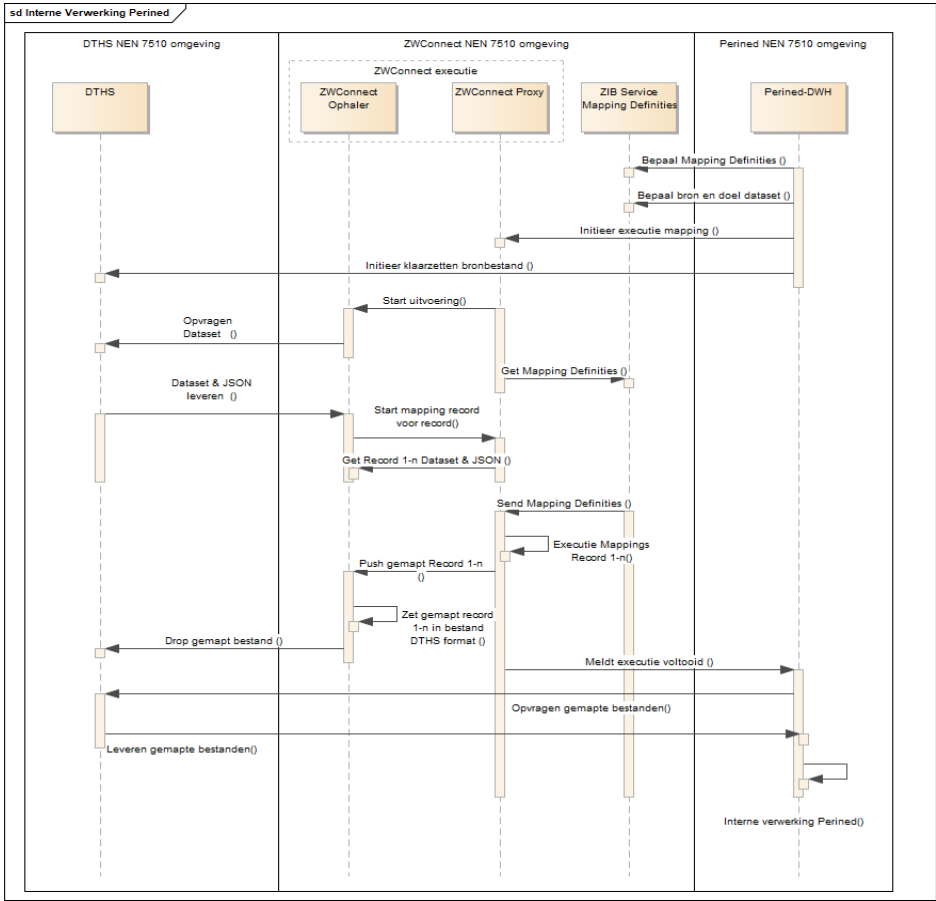 sd Interne Verwerking Perined
DTHS NEN 7510 omgeving
ZWConnect NEN 7510 omgeving
Perined NEN 7510 omgeving
ZWConnect executie
DTHS
ZWConnect
Ophaler
ZWConnect Proxy
ZIB Service
Mapping Definities
Perined-DWH
Bepaal Mapping Definities ()
Bepaal bron en doel dataset ()
Initieer executie mapping ()
Initieer klaarzetten bronbestand ()
Start uitvoering()
Opvragen
Dataset ()
Get Mapping Definities ()
Dataset & JSON
leveren ()
Start mapping record
voor record()
Get Record 1-n Dataset & JSON ()
Send Mapping Definities ()
Executie Mappings
Record 1-n()
Push gemapt Record 1-n
()
Zet gemapt record
1-n in bestand
DTHS format ()
Drop gemapt bestand ()
Meldt executie voltooid ()
Opvragen gemapte bestanden()
Leveren gemapte bestanden()
Interne verwerking Perined()